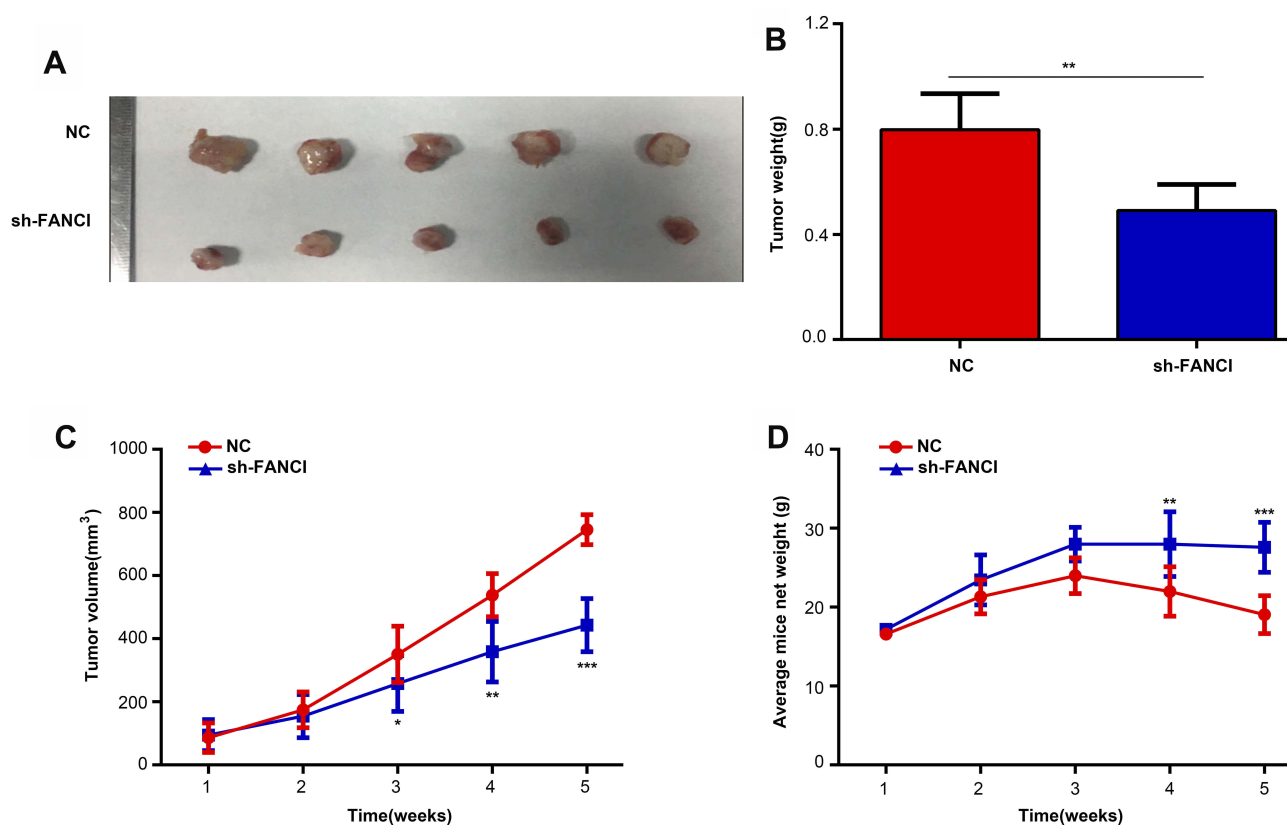 A
NC
sh-FANCI
B
Tumor weight(g)
1.2
0.8
0.4
0.0
**
NC
sh-FANCI
C
NC
sh-FANCI
Tumor volume(mm³)
1000
800
600
400
200
0
*
**
***
1 2 3 4 5
Time(weeks)
D
NC
sh-FANCI
Average mice net weight (g)
40
30
20
10
0
**
***
1 2 3 4 5
Time(weeks)